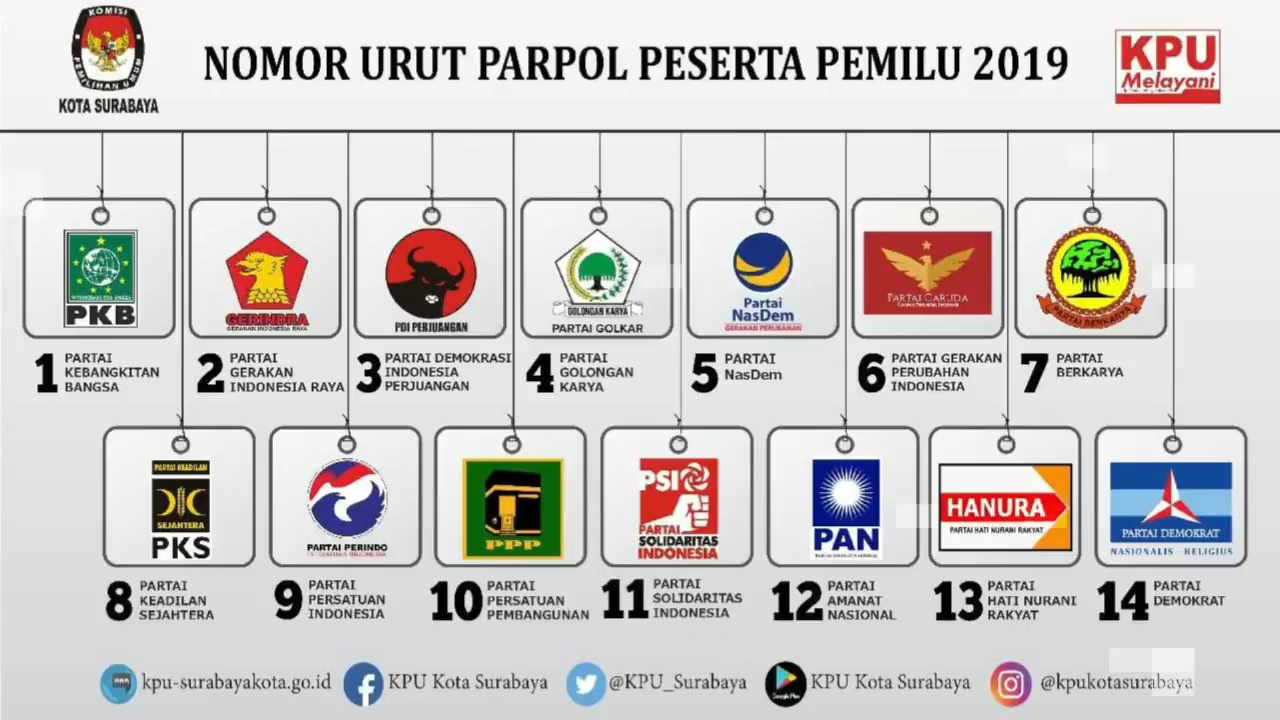 KOMISI
PEMILIHAN UMUM
KOTA SURABAYA
NOMOR URUT PARPOL PESERTA PEMILU 2019
KPU
Melayani
PKB
1 PARTAI
KEBANGKITAN
BANGSA
GERINDRA
GERAKAN INDONESIA RAYA
2 PARTAI
GERAKAN
INDONESIA RAYA
PDI PERJUANGAN
3 PARTAI DEMOKRASI
INDONESIA
PERJUANGAN
GOLONGAN KARYA
PARTAI GOLKAR
4 PARTAI
GOLONGAN
KARYA
Partai
NasDem
GERAKAN PERUBAHAN
5 PARTAI
NasDem
PARTAI GARUDA
6 PARTAI GERAKAN
PERUBAHAN
INDONESIA
PARTAI BERKARYA
7 PARTAI
BERKARYA
PARTAI KEADILAN
SEJAHTERA
PKS
8 PARTAI
KEADILAN
SEJAHTERA
PARTAI PERINDO
9 PARTAI
PERSATUAN
INDONESIA
PPP
10 PARTAI
PERSATUAN
PEMBANGUNAN
PSI
PARTAI
SOLIDARITAS
INDONESIA
11 PARTAI
SOLIDARITAS
INDONESIA
PAN
12 PARTAI
AMANAT
NASIONAL
HANURA
PARTAI HATI NURANI RAKYAT
13 PARTAI
HATI NURANI
RAKYAT
PARTAI DEMOKRAT
NASIONALIS - RELIGIUS
14 PARTAI
DEMOKRAT
kpu-surabayakota.go.id
KPU Kota Surabaya
@KPU_Surabaya
Google Play
KPU Kota Surabaya
@kpukotasurabaya